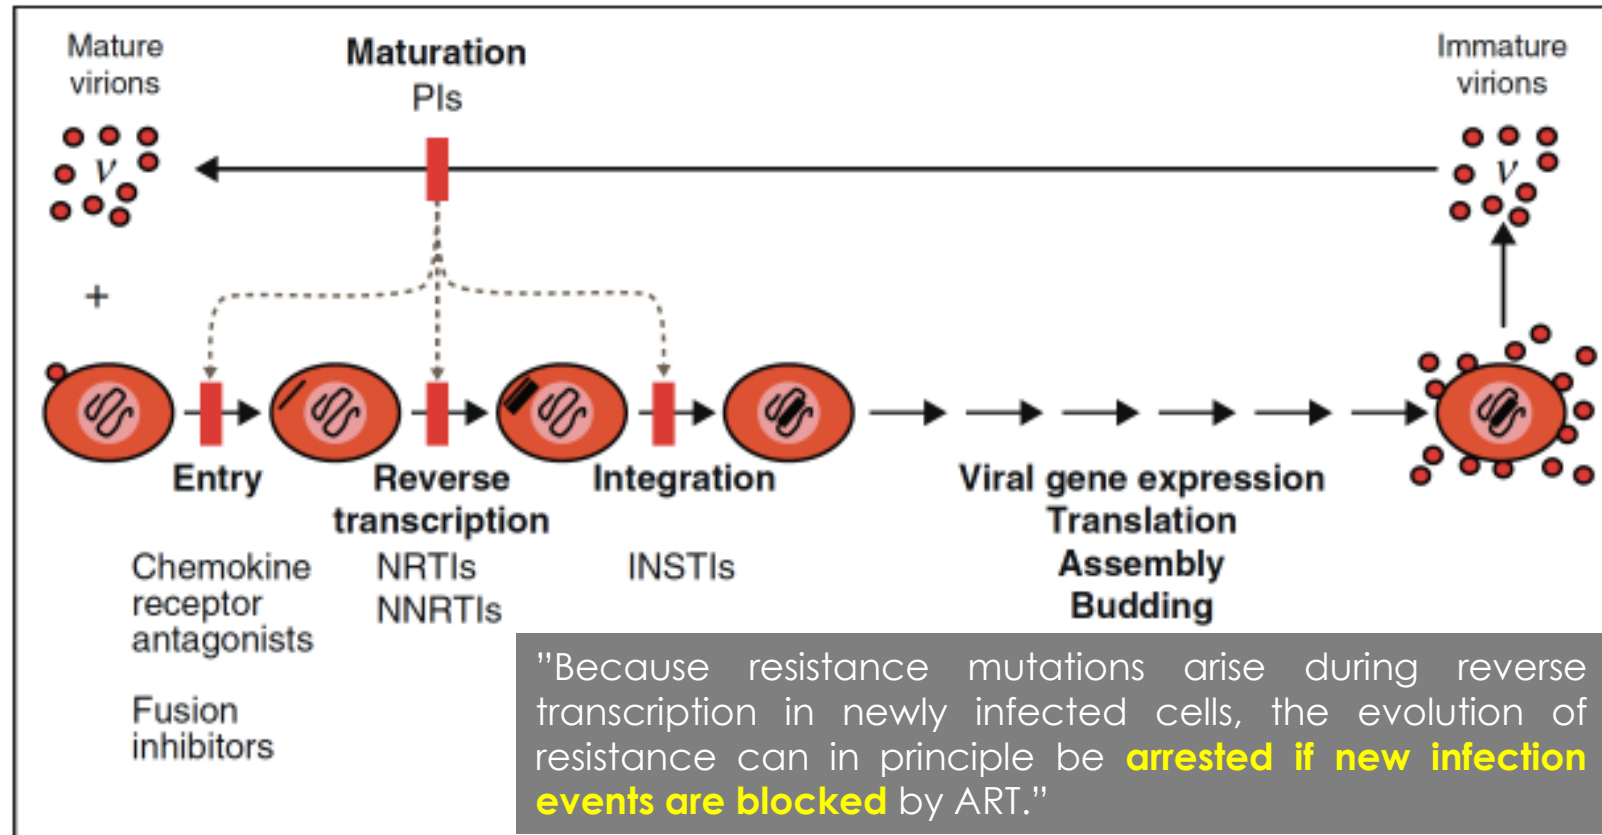 Mature
virions
Maturation
PIs
Immature
virions
ν
ν
+
Entry
Reverse
transcription
Integration
Viral gene expression
Translation
Assembly
Budding
Chemokine
receptor
antagonists
NRTIs
NNRTIs
INSTIs
Fusion
inhibitors
”Because resistance mutations arise during reverse
transcription in newly infected cells, the evolution of
resistance can in principle be arrested if new infection
events are blocked by ART.”